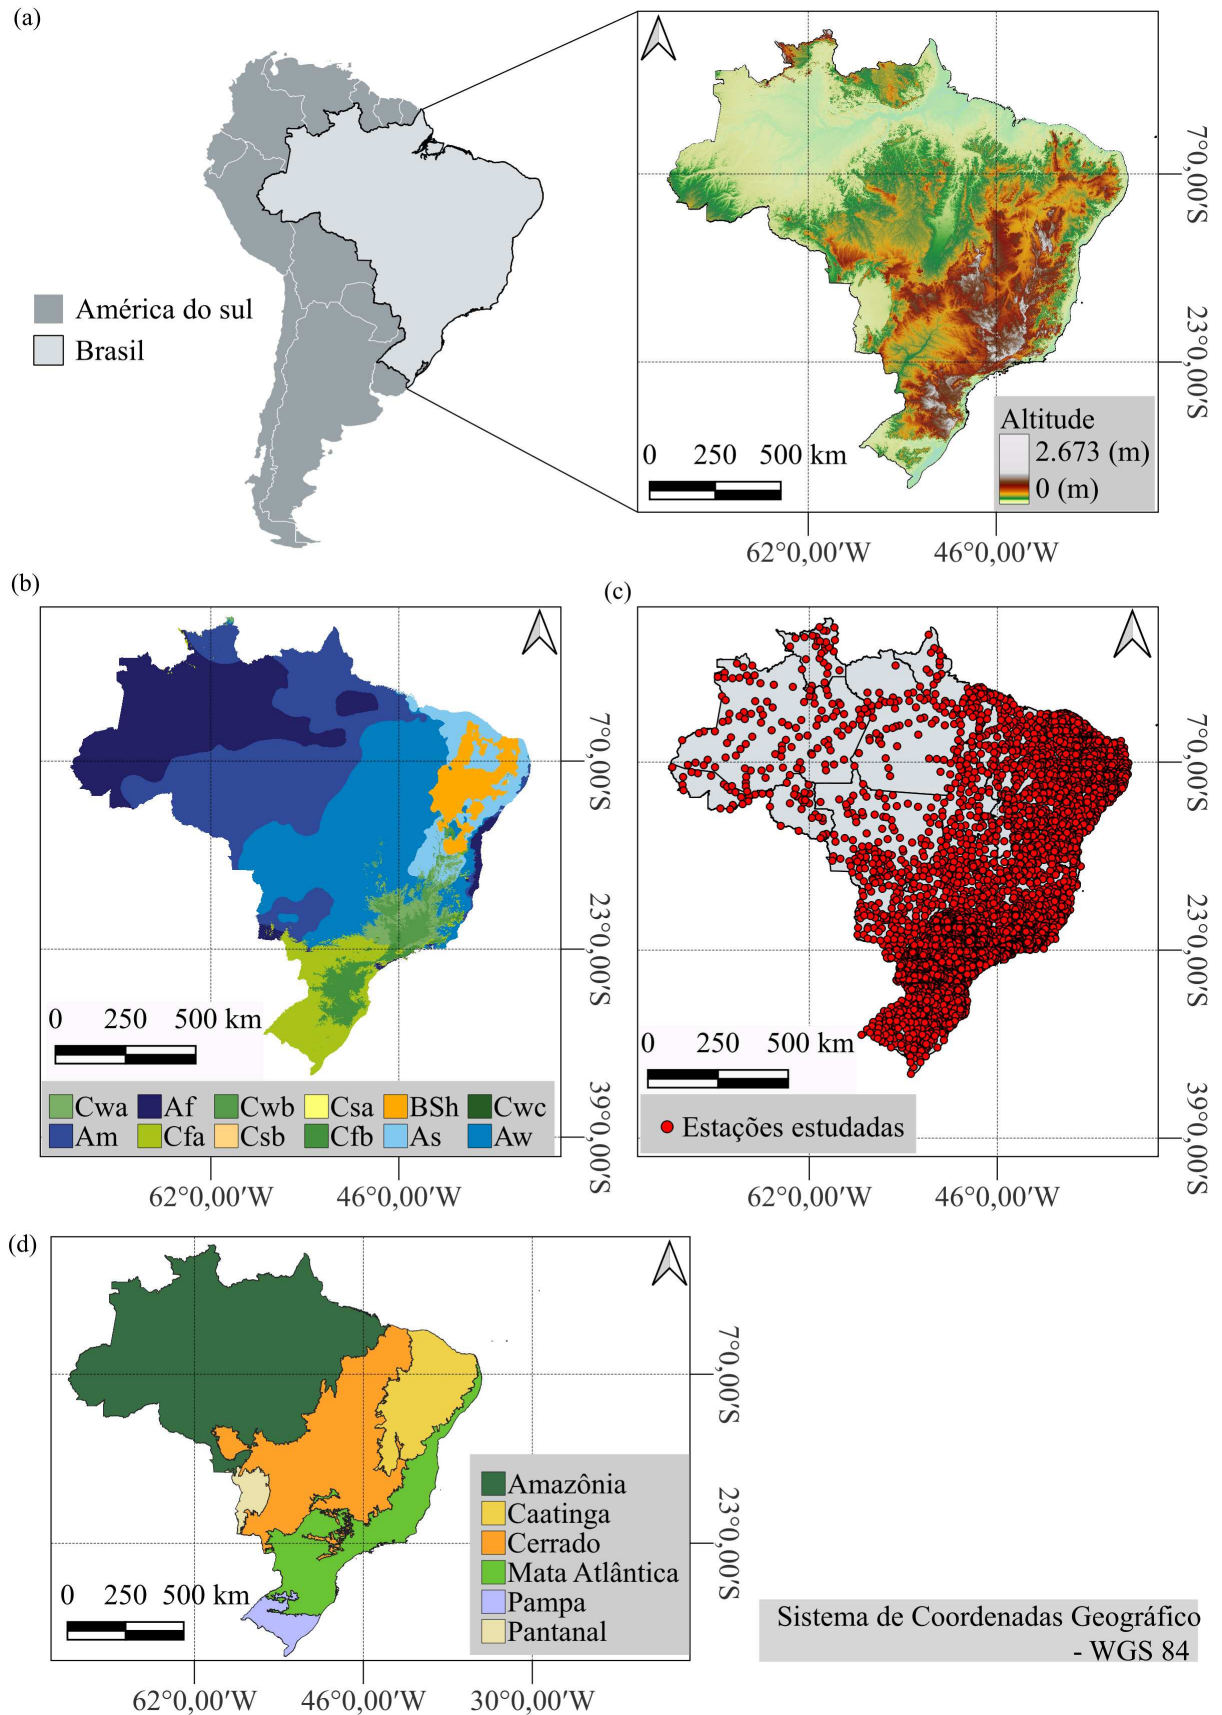 (a)
América do sul
Brasil
7°0,00'S
23°0,00'S
Altitude
2.673 (m)
0 (m)
0 250 500 km
62°0,00'W 46°0,00'W
(b)
7°0,00'S
23°0,00'S
39°0,00'S
0 250 500 km
Cwa Af Cwb Csa BSh Cwc
Am Cfa Csb Cfb As Aw
62°0,00'W 46°0,00'W
(c)
7°0,00'S
23°0,00'S
39°0,00'S
0 250 500 km
Estações estudadas
62°0,00'W 46°0,00'W
(d)
7°0,00'S
23°0,00'S
Amazônia
Caatinga
Cerrado
Mata Atlântica
Pampa
Pantanal
0 250 500 km
62°0,00'W 46°0,00'W 30°0,00'W
Sistema de Coordenadas Geográfico
- WGS 84